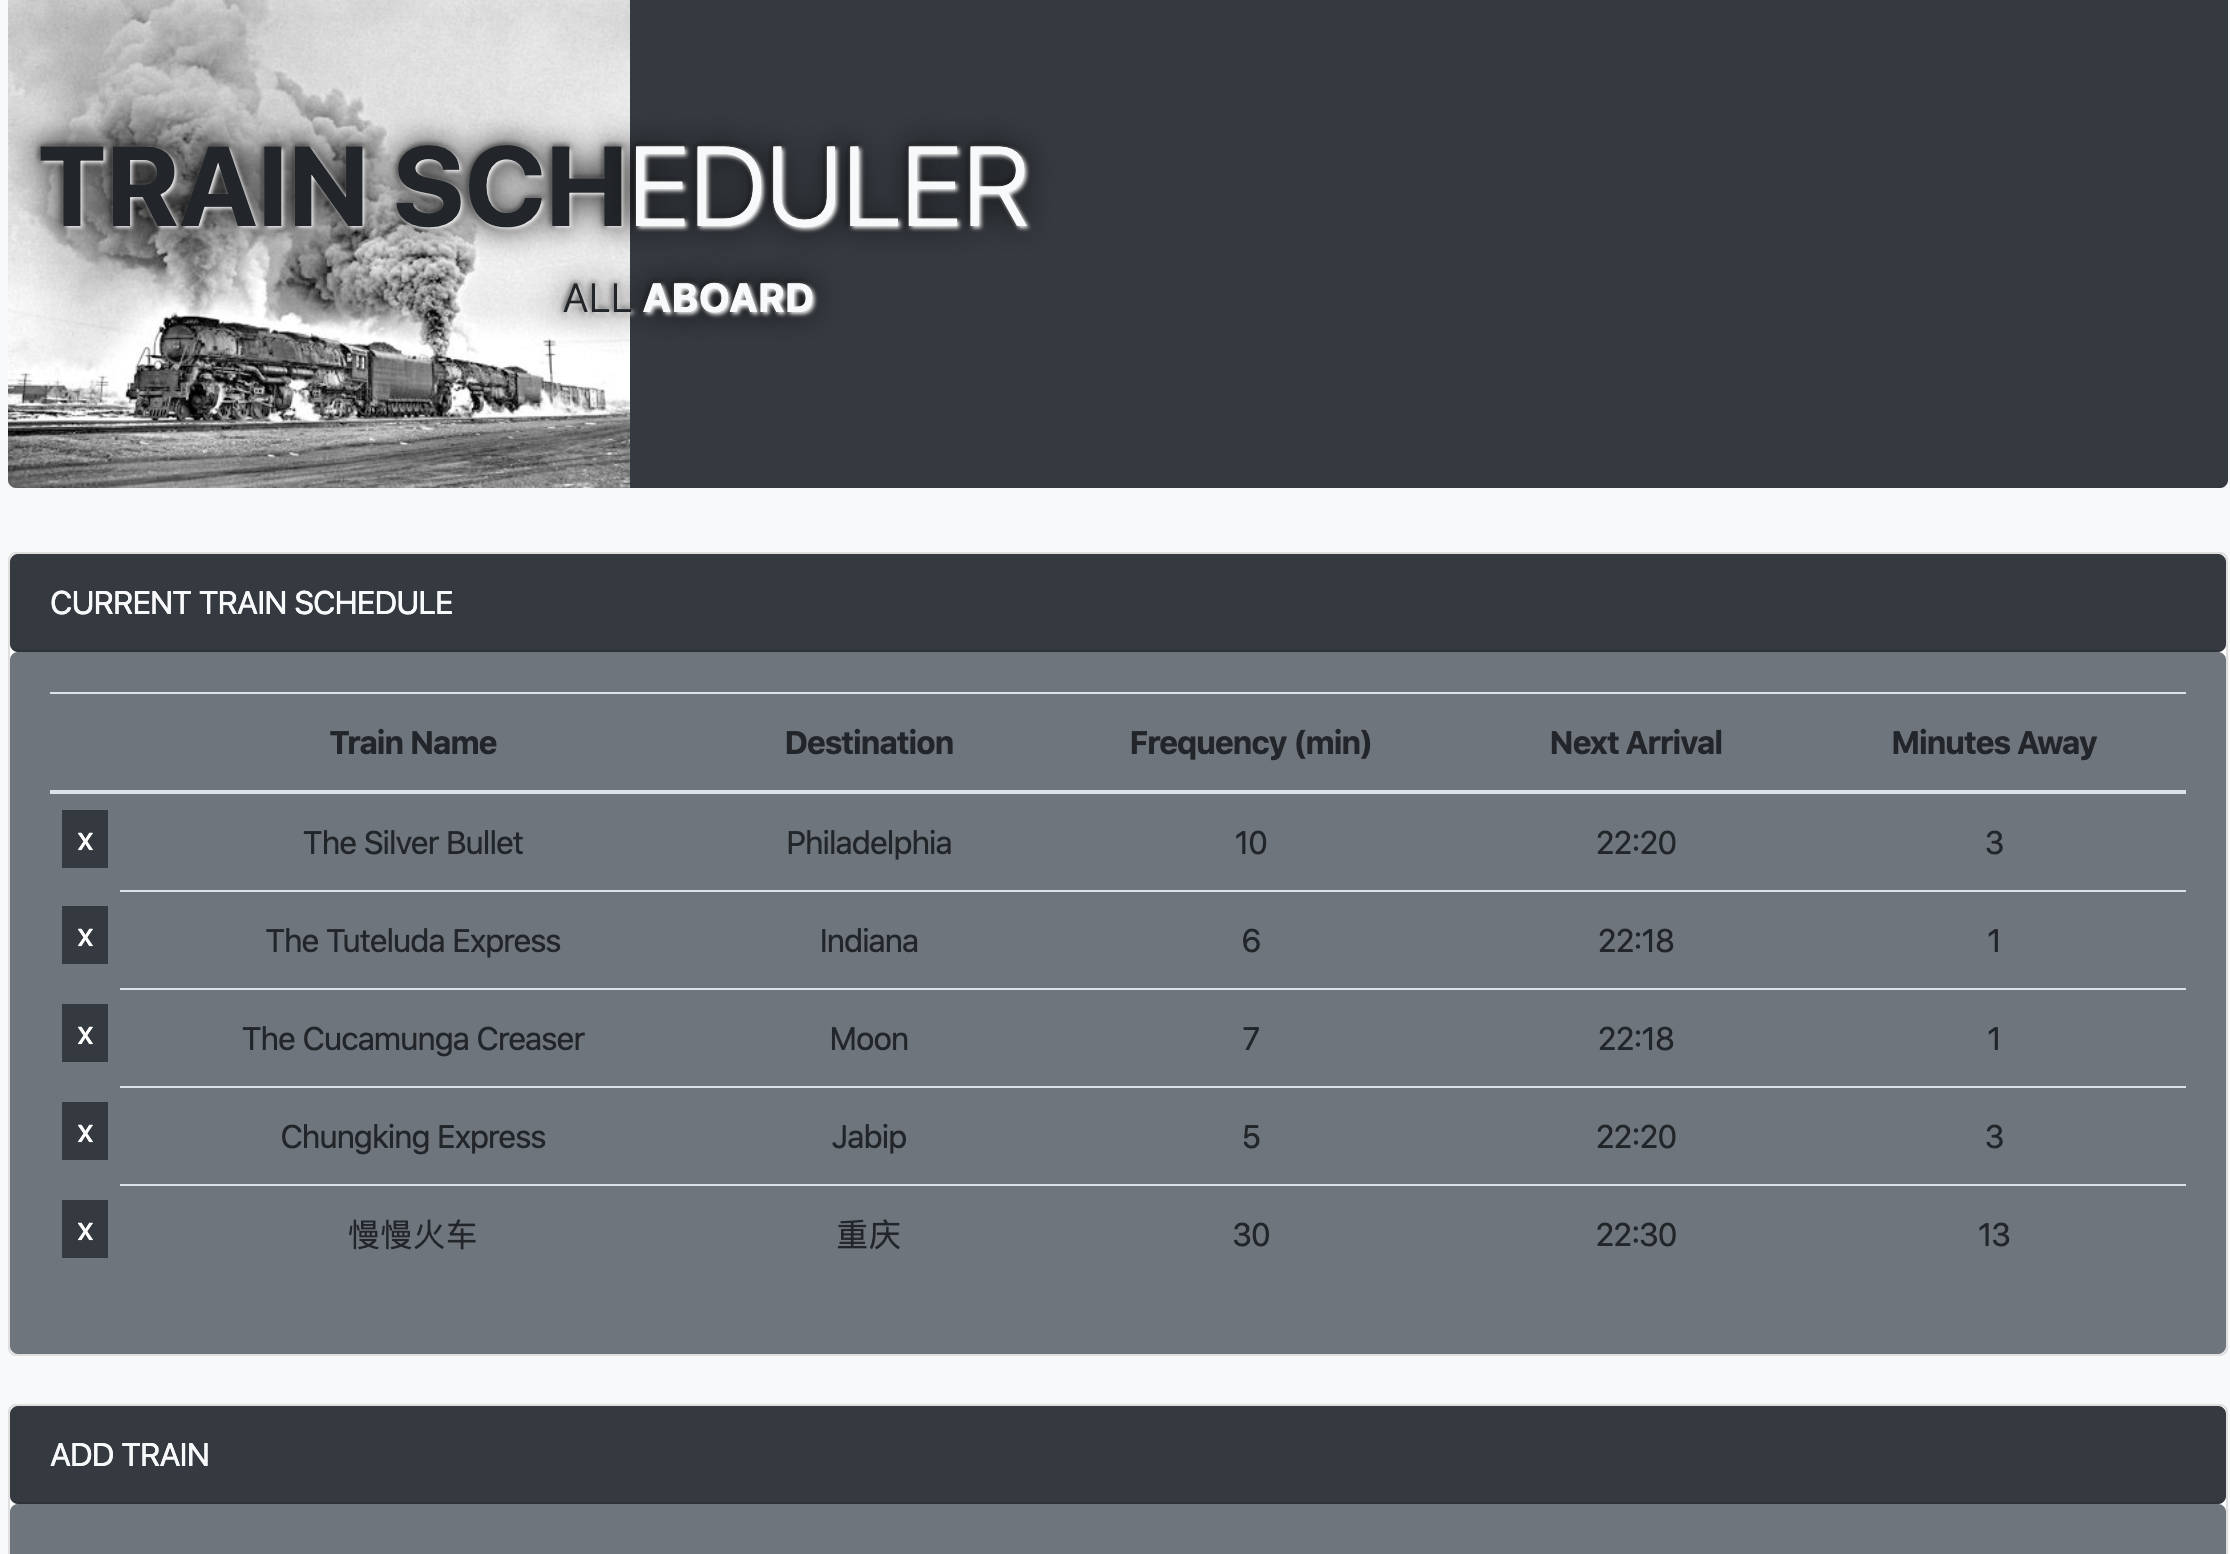 TRAIN SCHEDULER
ALL ABOARD
CURRENT TRAIN SCHEDULE
Train Name Destination Frequency (min) Next Arrival Minutes Away
X The Silver Bullet Philadelphia 10 22:20 3
X The Tuteluda Express Indiana 6 22:18 1
X The Cucamunga Creaser Moon 7 22:18 1
X Chungking Express Jabip 5 22:20 3
X 慢慢火车 重庆 30 22:30 13
ADD TRAIN